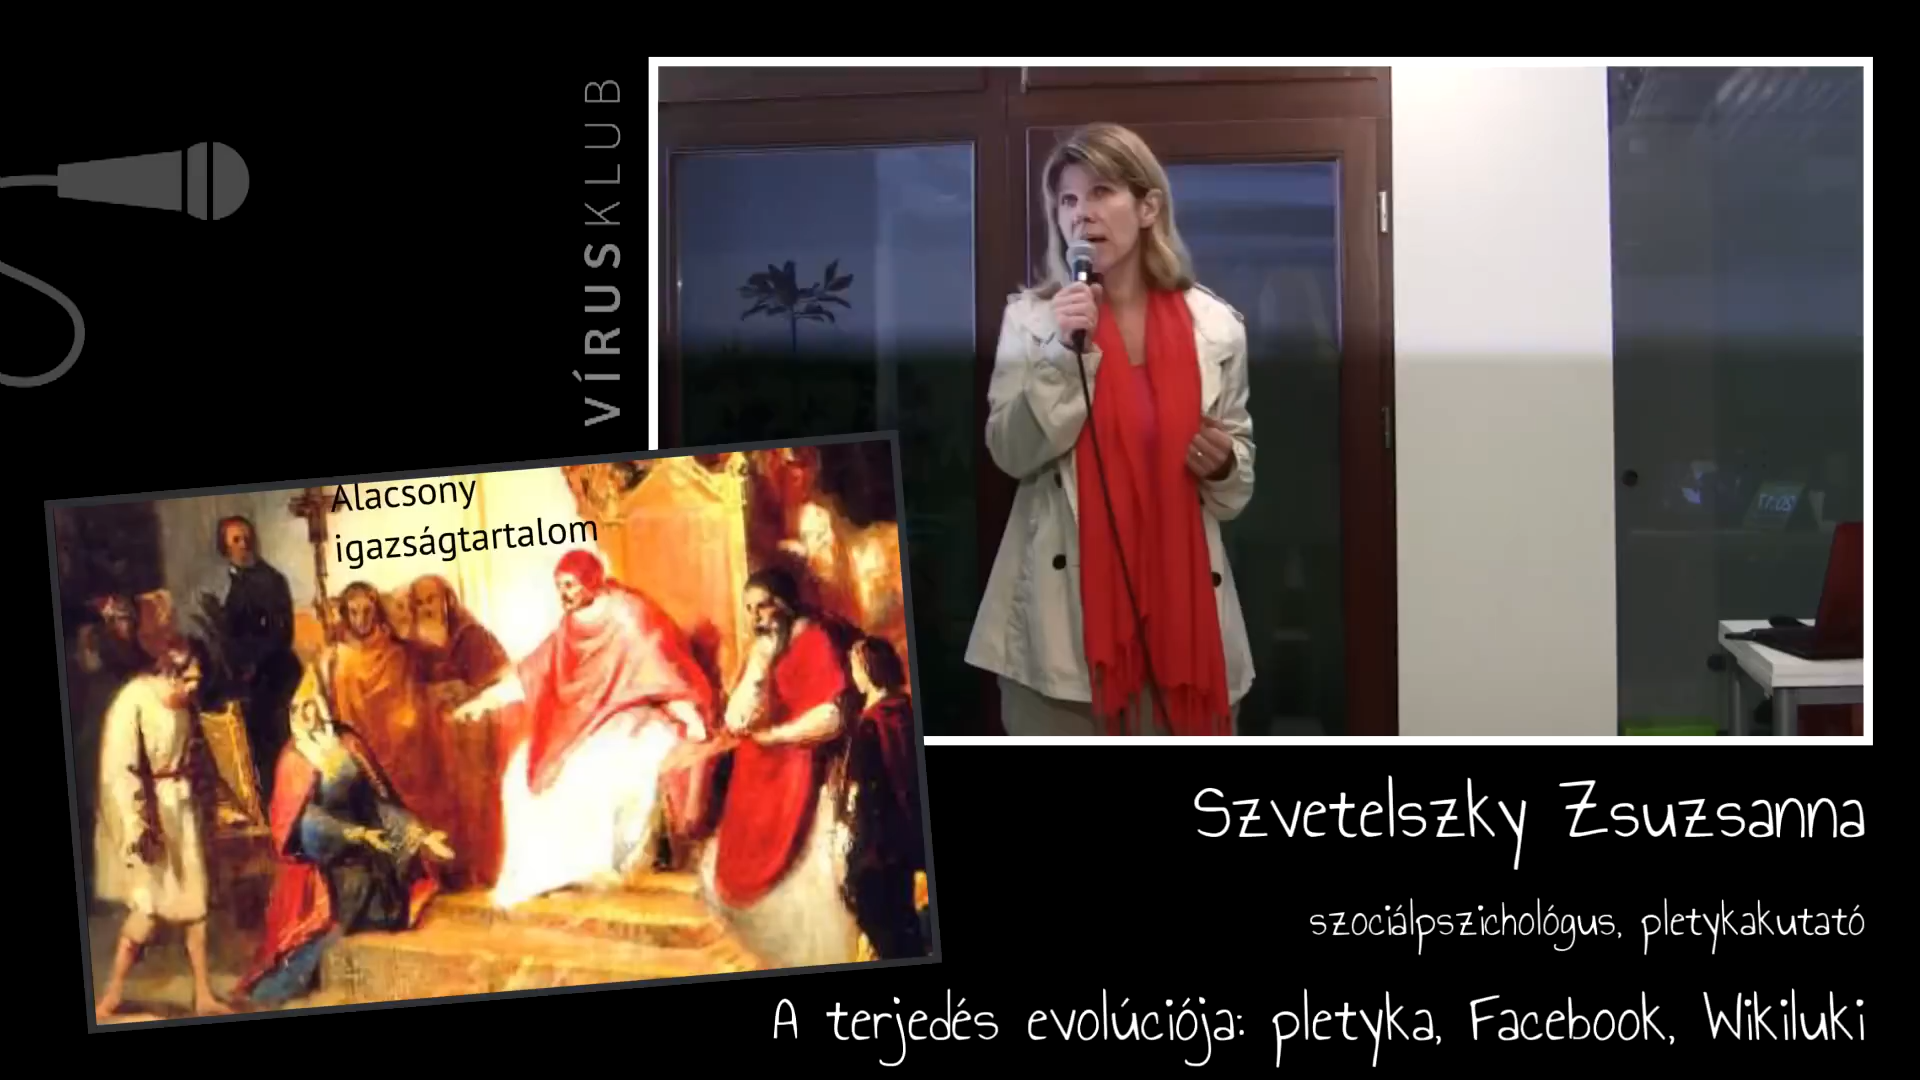 VÍRUSKLUB
Alacsony
igazságtartalom
Szvetelszky Zsuzsanna
szociálpszichológus, pletykakutató
A terjedés evolúciója: pletyka, Facebook, Wikiluki